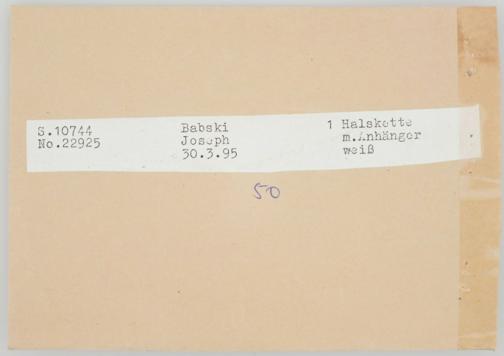 S.10744 Babski 1 Halskette
No.22925 Joseph m.Anhänger
30.3.95 weiß
50